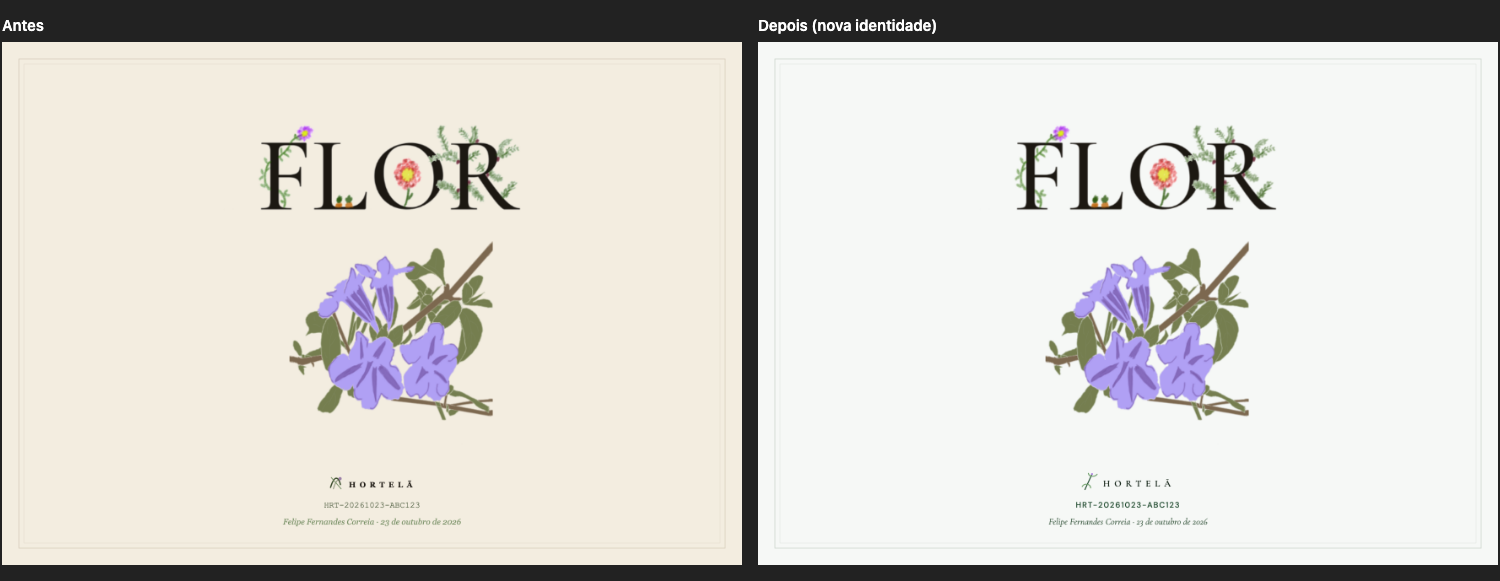 Antes
FLOR
HORTELÃ
HRT-20261023-ABC123
Felipe Fernandes Correia · 23 de outubro de 2026
Depois (nova identidade)
FLOR
HORTELÃ
HRT-20261023-ABC123
Felipe Fernandes Correia · 13 de outubro de 2026